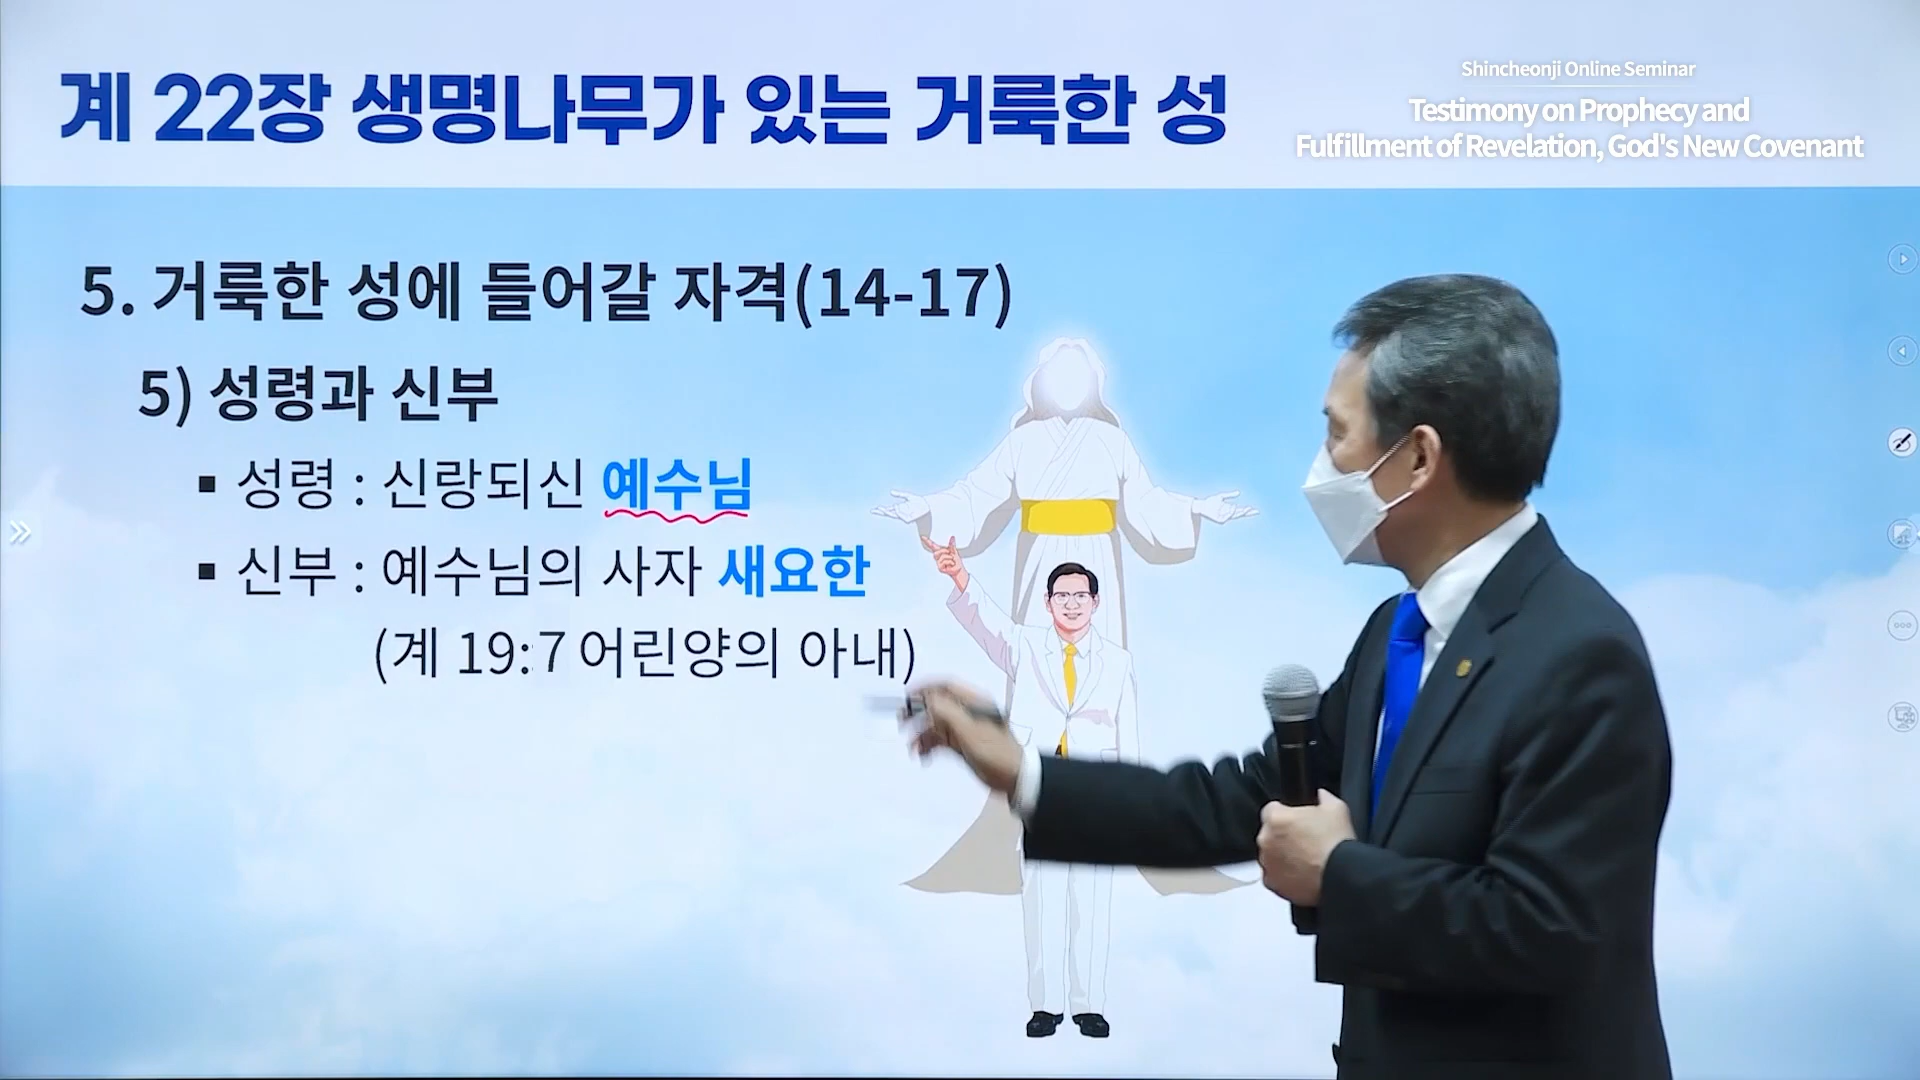 계 22장 생명나무가 있는 거룩한 성
Shincheonji Online Seminar
Testimony on Prophecy and
Fulfillment of Revelation, God's New Covenant
5. 거룩한 성에 들어갈 자격(14-17)
5) 성령과 신부
▪ 성령 : 신랑되신 예수님
▪ 신부 : 예수님의 사자 새요한
(계 19:7 어린양의 아내)